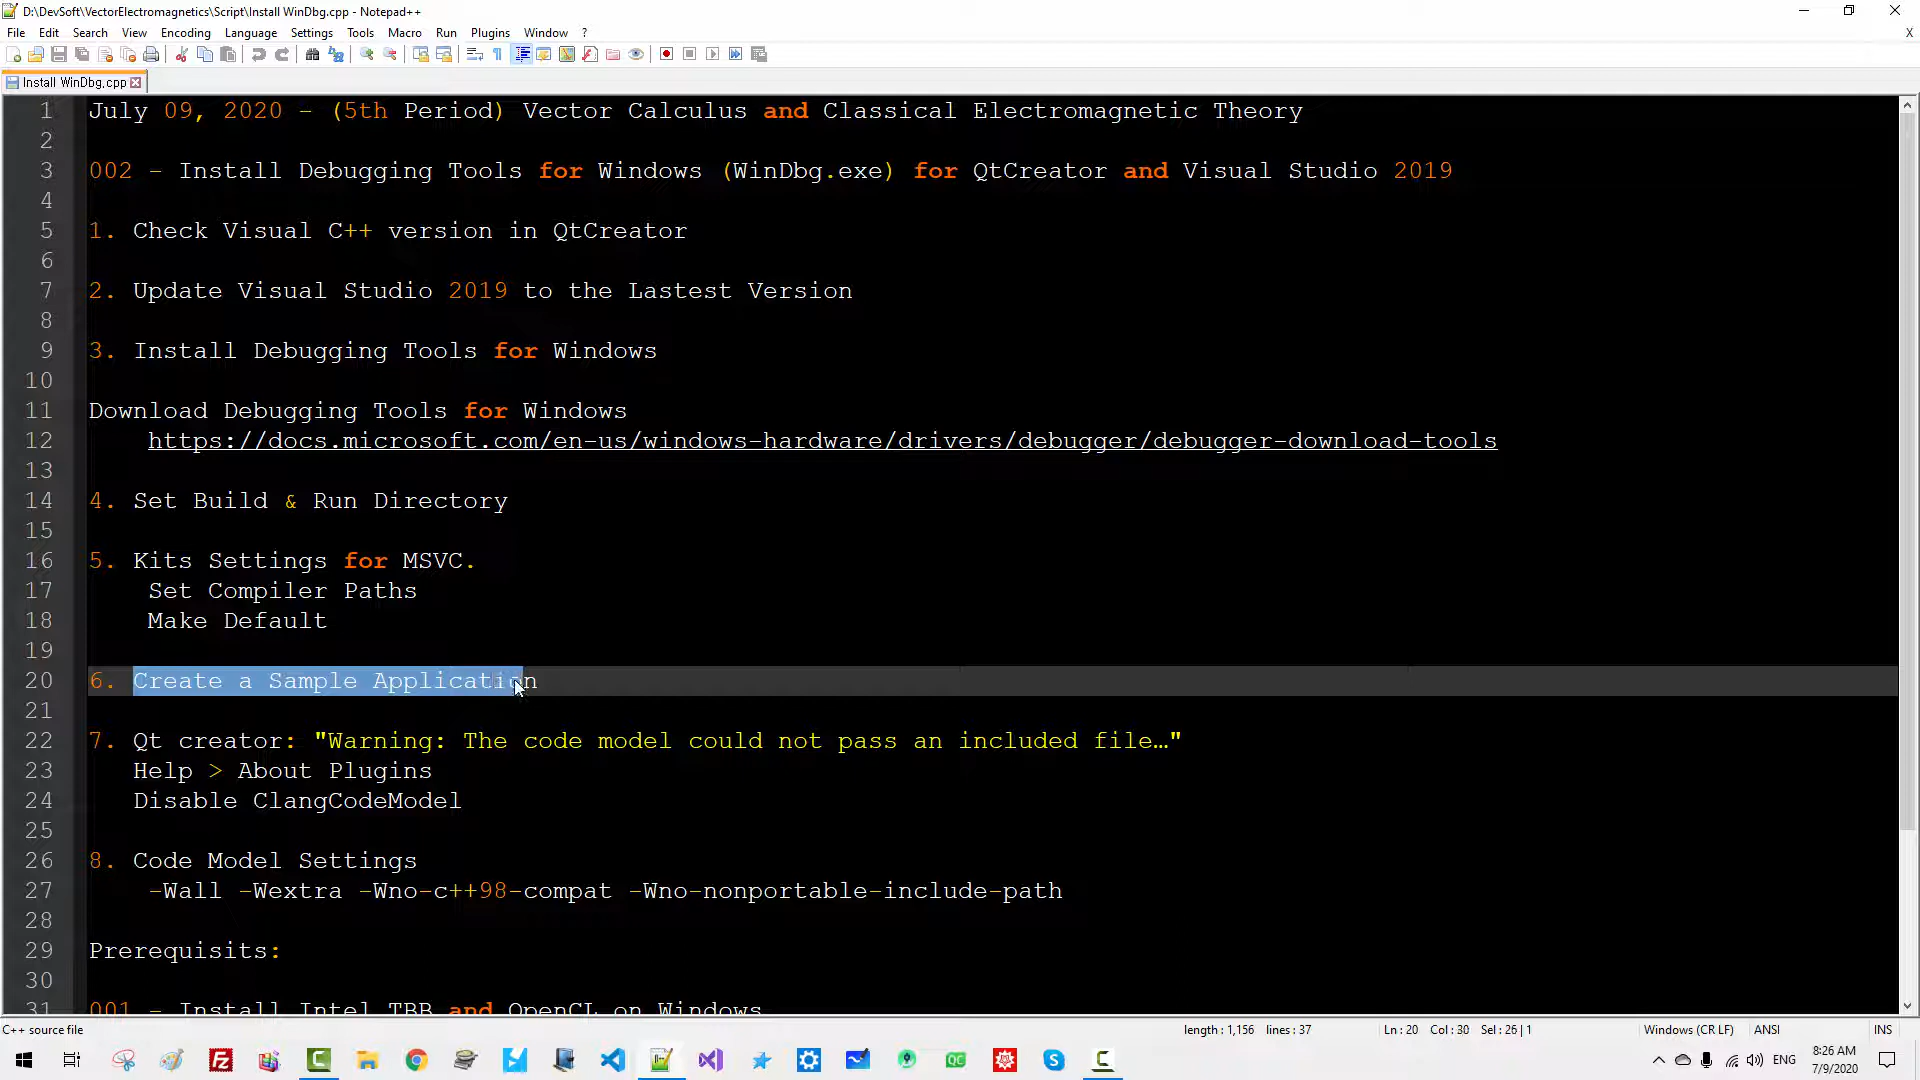 D:\DevSoft\VectorElectromagnetics\Script\Install WinDbg.cpp - Notepad++
File Edit Search View Encoding Language Settings Tools Macro Run Plugins Window ? X
Install WinDbg.cpp
1 July 09, 2020 - (5th Period) Vector Calculus and Classical Electromagnetic Theory
2
3 002 - Install Debugging Tools for Windows (WinDbg.exe) for QtCreator and Visual Studio 2019
4
5 1. Check Visual C++ version in QtCreator
6
7 2. Update Visual Studio 2019 to the Lastest Version
8
9 3. Install Debugging Tools for Windows
10
11 Download Debugging Tools for Windows
12 https://docs.microsoft.com/en-us/windows-hardware/drivers/debugger/debugger-download-tools
13
14 4. Set Build & Run Directory
15
16 5. Kits Settings for MSVC.
17 Set Compiler Paths
18 Make Default
19
20 6. Create a Sample Application
21
22 7. Qt creator: "Warning: The code model could not pass an included file…"
23 Help > About Plugins
24 Disable ClangCodeModel
25
26 8. Code Model Settings
27 -Wall -Wextra -Wno-c++98-compat -Wno-nonportable-include-path
28
29 Prerequisits:
30
31 001 - Install Intel TBB and OpenCL on Windows
C++ source file length : 1,156 lines : 37 Ln : 20 Col : 30 Sel : 26 | 1 Windows (CR LF) ANSI INS
ENG 8:26 AM
7/9/2020